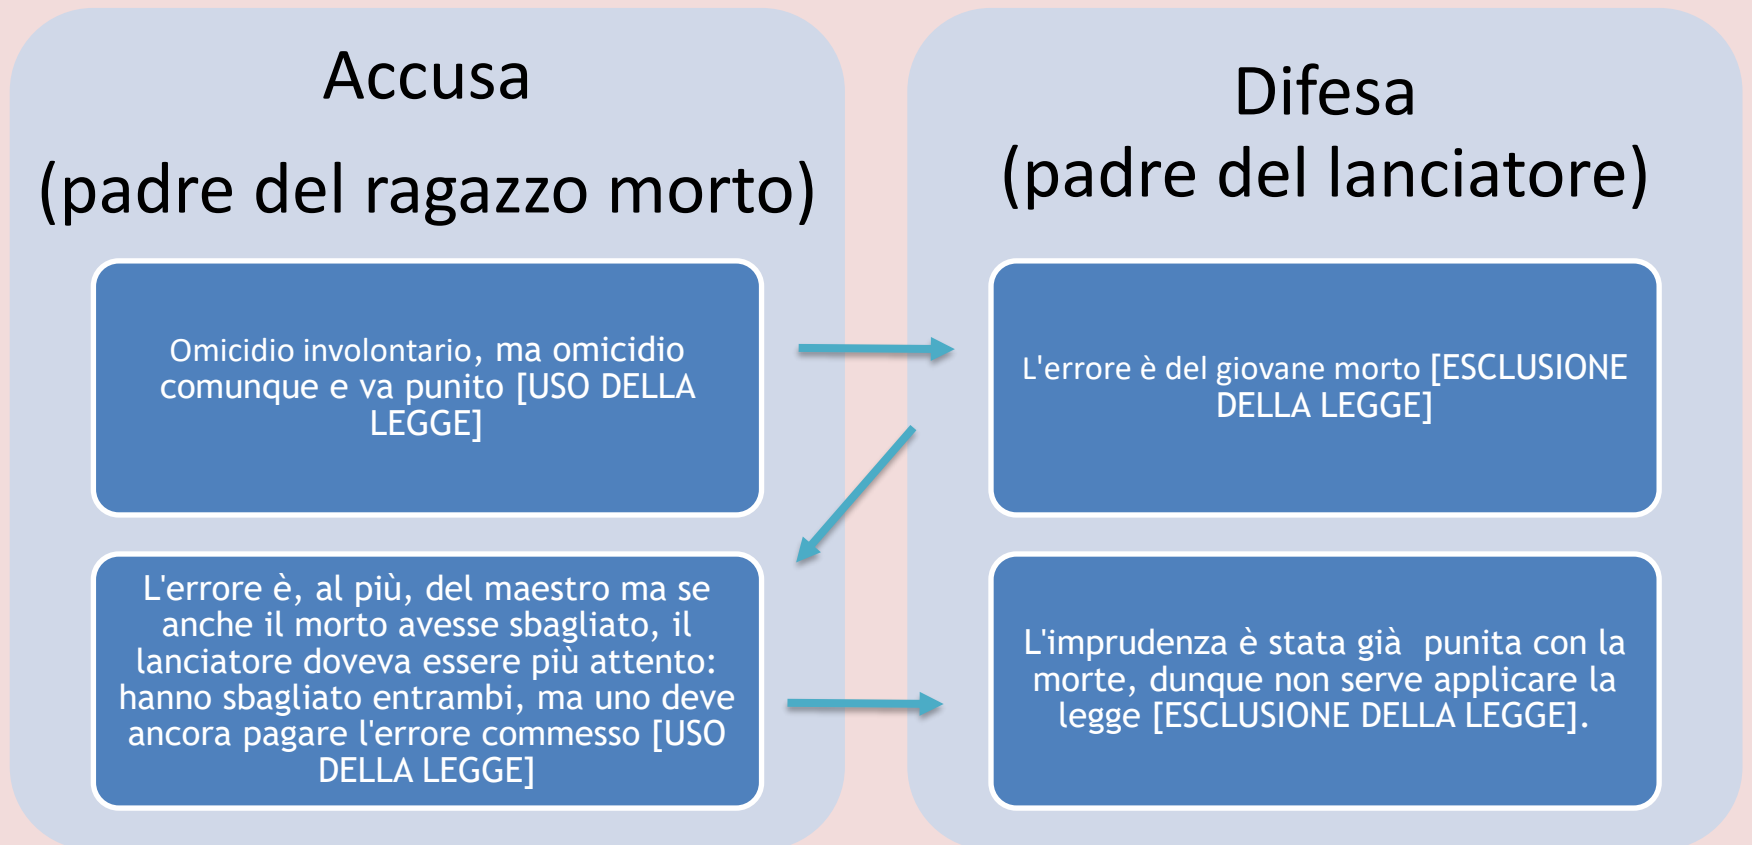 Accusa
(padre del ragazzo morto)
Omicidio involontario, ma omicidio
comunque e va punito [USO DELLA
LEGGE]
L'errore è, al più, del maestro ma se
anche il morto avesse sbagliato, il
lanciatore doveva essere più attento:
hanno sbagliato entrambi, ma uno deve
ancora pagare l'errore commesso [USO
DELLA LEGGE]
Difesa
(padre del lanciatore)
L'errore è del giovane morto [ESCLUSIONE
DELLA LEGGE]
L'imprudenza è stata già  punita con la
morte, dunque non serve applicare la
legge [ESCLUSIONE DELLA LEGGE].